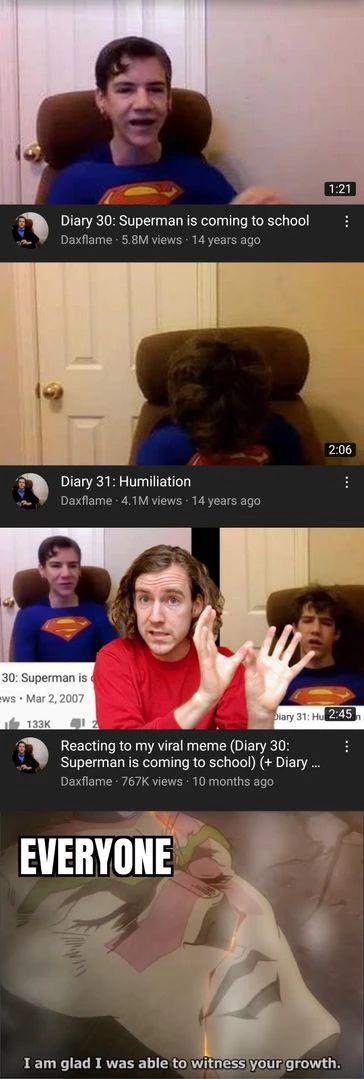 1:21
Diary 30: Superman is coming to school
Daxflame · 5.8M views · 14 years ago
2:06
Diary 31: Humiliation
Daxflame · 4.1M views · 14 years ago
30: Superman is c
ews • Mar 2, 2007
133K
2
Diary 31: Hu
2:45
Reacting to my viral meme (Diary 30:
Superman is coming to school) (+ Diary ...
Daxflame · 767K views · 10 months ago
EVERYONE
I am glad I was able to witness your growth.